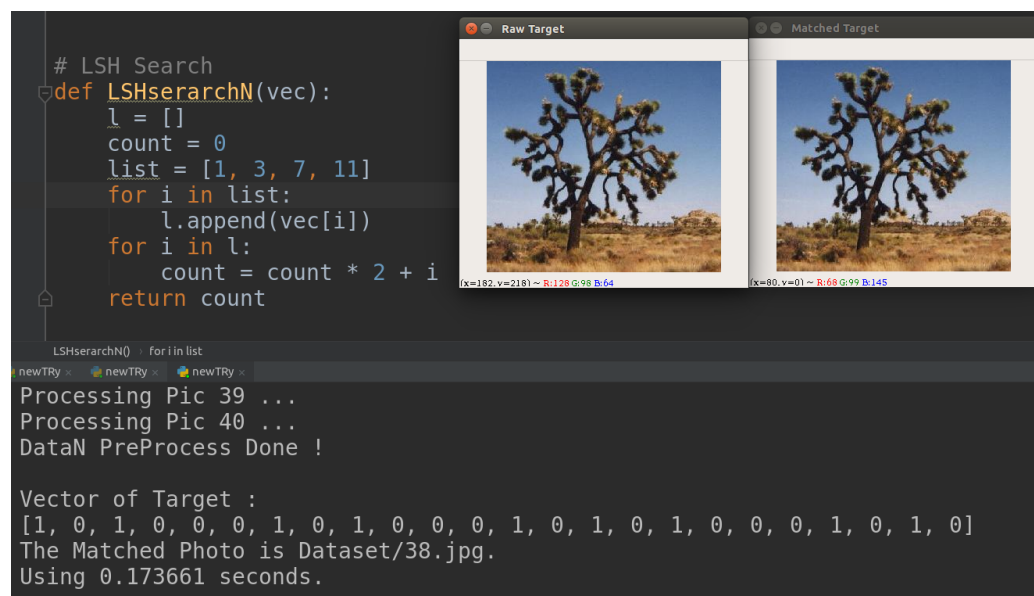 # LSH Search
def LSHserarchN(vec):
    l = []
    count = 0
    list = [1, 3, 7, 11]
    for i in list:
        l.append(vec[i])
    for i in l:
        count = count * 2 + i
    return count
Raw Target
(x=182, y=218) ~ R:128 G:98 B:64
Matched Target
(x=80, y=0) ~ R:68 G:99 B:145
LSHserarchN() › for i in list
newTRy × newTRy × newTRy ×
Processing Pic 39 ...
Processing Pic 40 ...
DataN PreProcess Done !
Vector of Target :
[1, 0, 1, 0, 0, 0, 1, 0, 1, 0, 0, 0, 1, 0, 1, 0, 1, 0, 0, 0, 1, 0, 1, 0]
The Matched Photo is Dataset/38.jpg.
Using 0.173661 seconds.